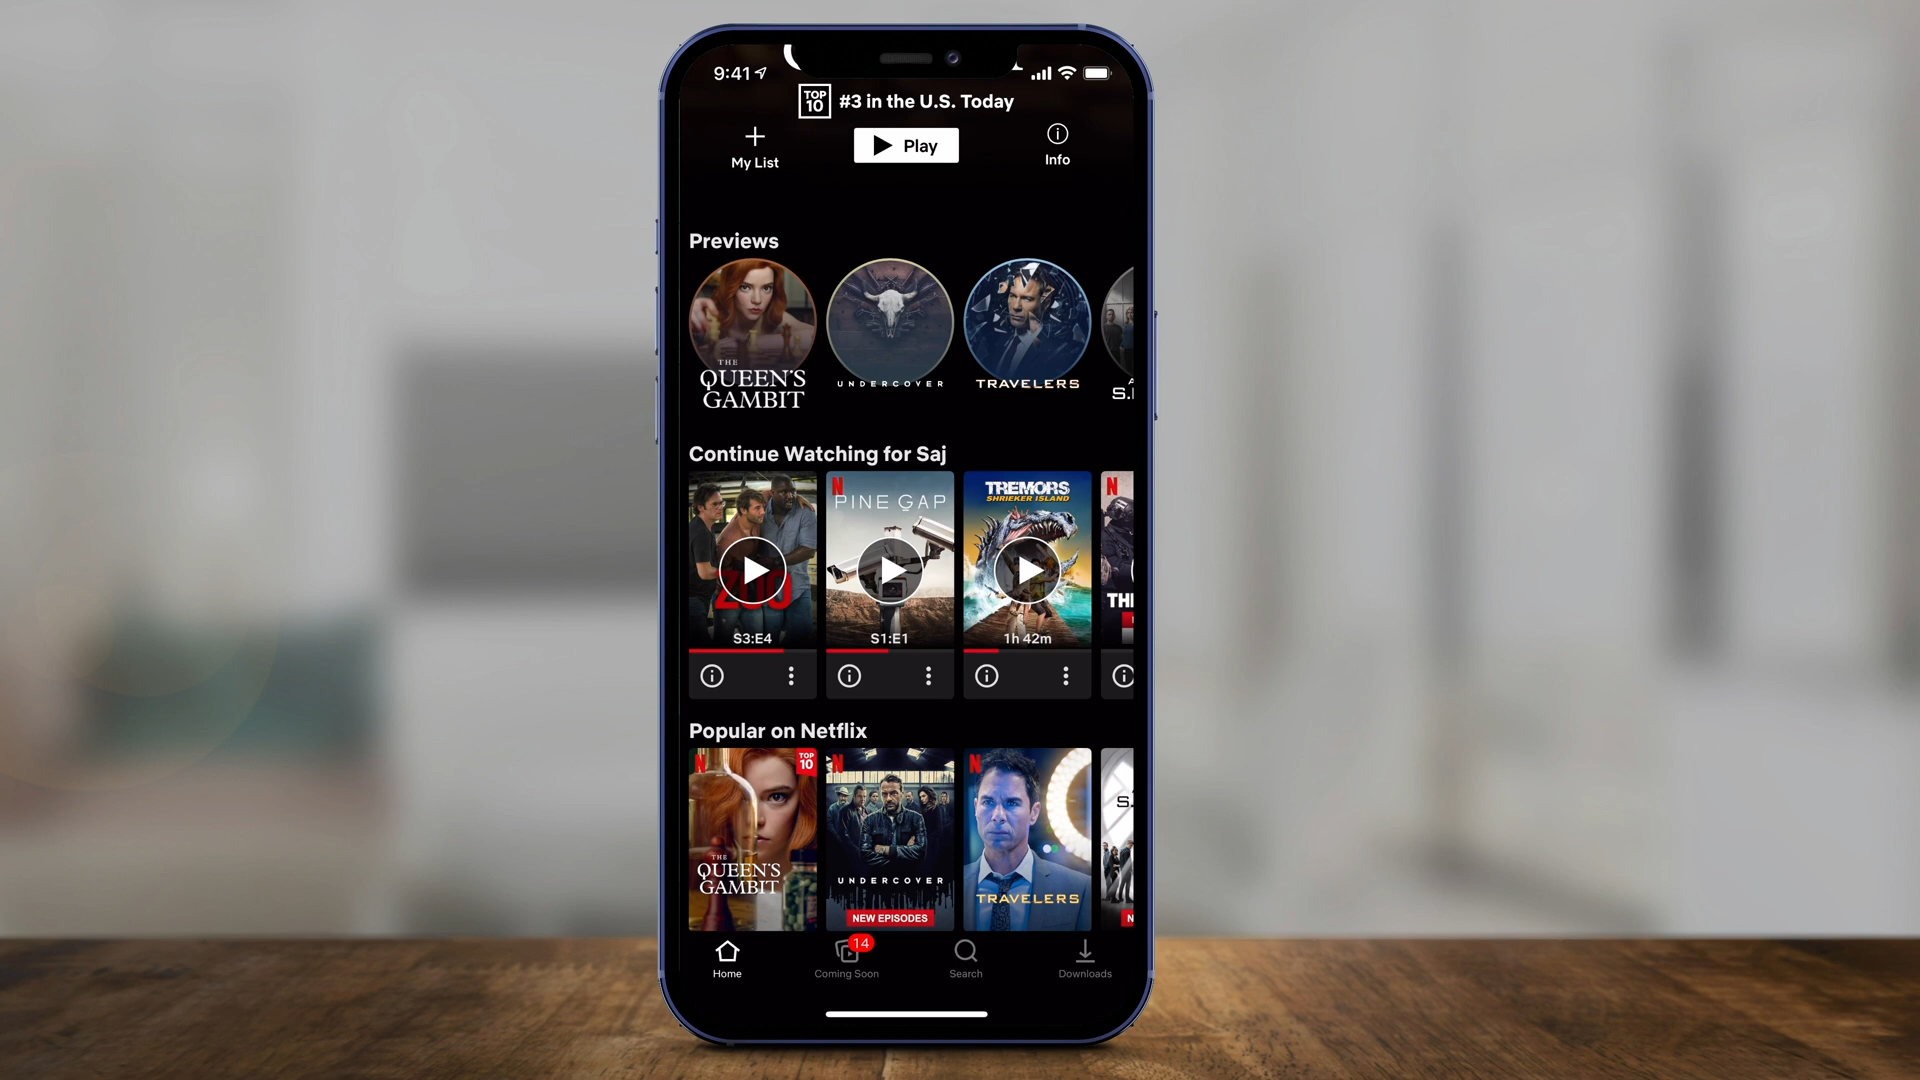 9:41
TOP 10 #3 in the U.S. Today
My List
Play
Info
Previews
THE
QUEEN'S
GAMBIT
UNDERCOVER
TRAVELERS
S.
Continue Watching for Saj
ZOO
S3:E4
N
PINE GAP
S1:E1
TREMORS
SHRIEKER ISLAND
1h 42m
N
TH
Popular on Netflix
N
TOP
10
THE
QUEEN'S
GAMBIT
N
UNDERCOVER
NEW EPISODES
N
TRAVELERS
S.
N
Home
14
Coming Soon
Search
Downloads